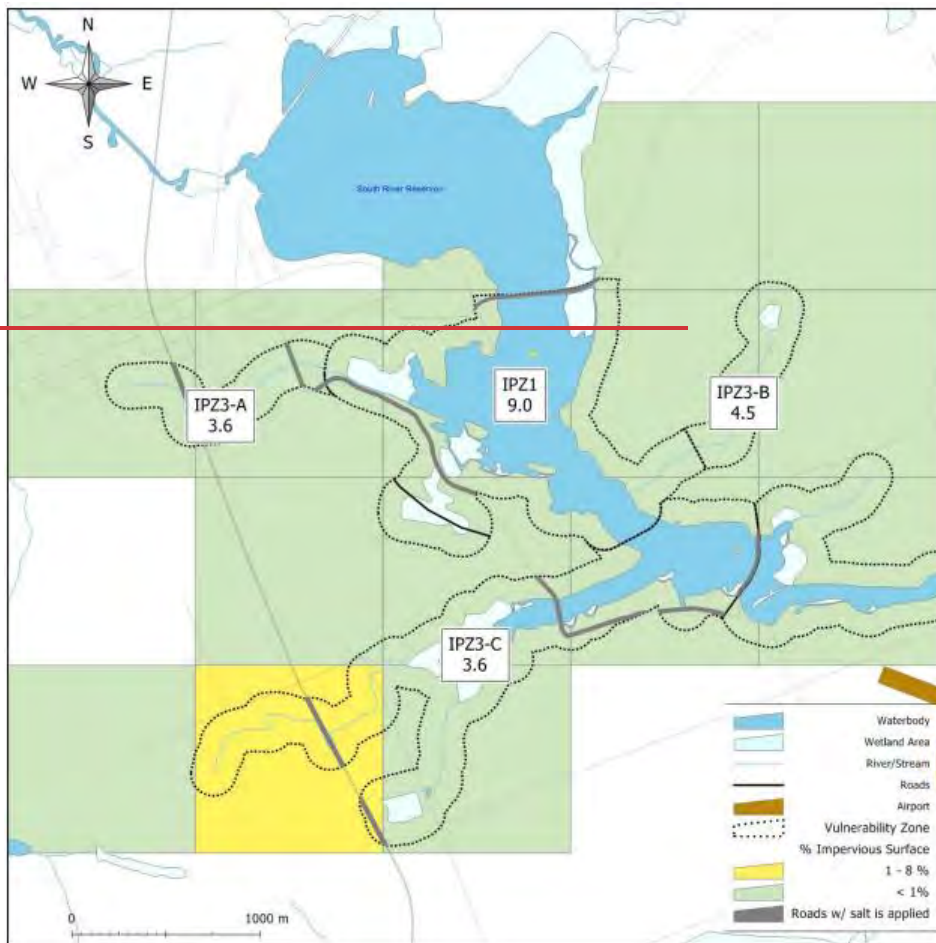 N
W E
S
South River Reservoir
IPZ1
9.0
IPZ3-A
3.6
IPZ3-B
4.5
IPZ3-C
3.6
Waterbody
Wetland Area
River/Stream
Roads
Airport
Vulnerability Zone
% Impervious Surface
1 - 8 %
< 1%
Roads w/ salt is applied
0 1000 m